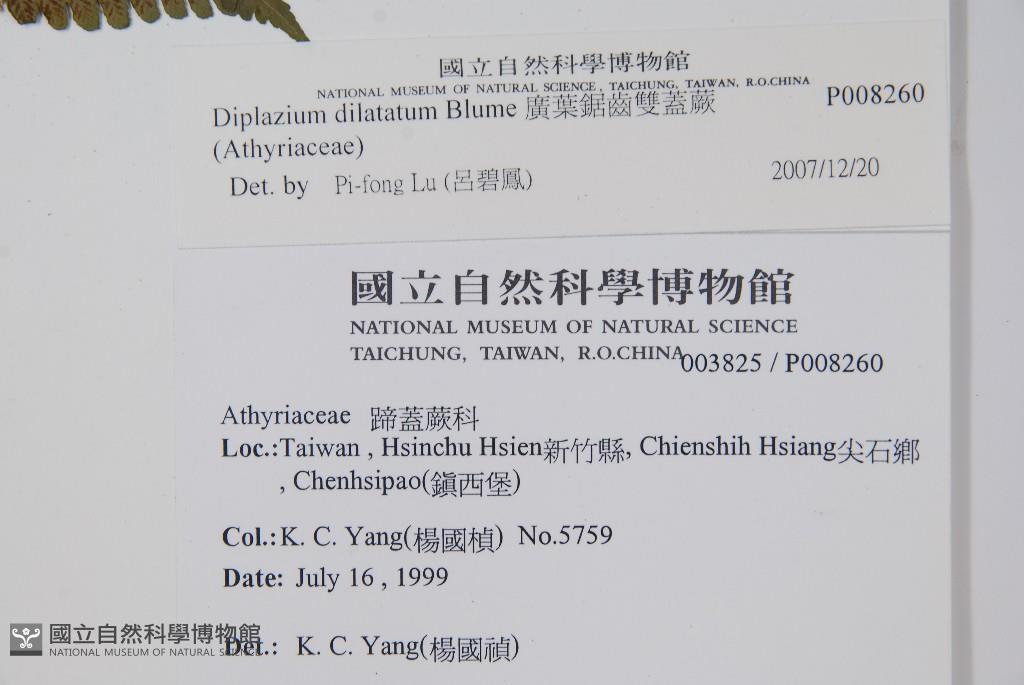 國立自然科學博物館
NATIONAL MUSEUM OF NATURAL SCIENCE, TAICHUNG, TAIWAN, R.O.CHINA
Diplazium dilatatum Blume 廣葉鋸齒雙蓋蕨 P008260
(Athyriaceae)
Det. by Pi-fong Lu (呂碧鳳) 2007/12/20
國立自然科學博物館
NATIONAL MUSEUM OF NATURAL SCIENCE
TAICHUNG, TAIWAN, R.O.CHINA
003825 / P008260
Athyriaceae 蹄蓋蕨科
Loc.:Taiwan , Hsinchu Hsien新竹縣, Chienshih Hsiang尖石鄉
, Chenhsipao(鎮西堡)
Col.:K. C. Yang(楊國楨) No.5759
Date: July 16 , 1999
Det.: K. C. Yang(楊國禎)
國立自然科學博物館
NATIONAL MUSEUM OF NATURAL SCIENCE